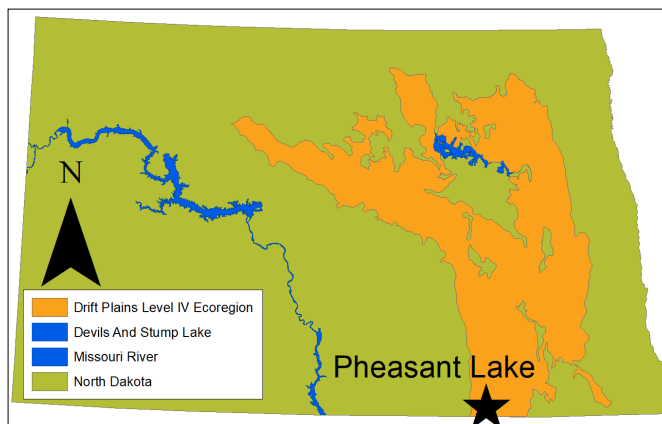 N
Drift Plains Level IV Ecoregion
Devils And Stump Lake
Missouri River
North Dakota
Pheasant Lake